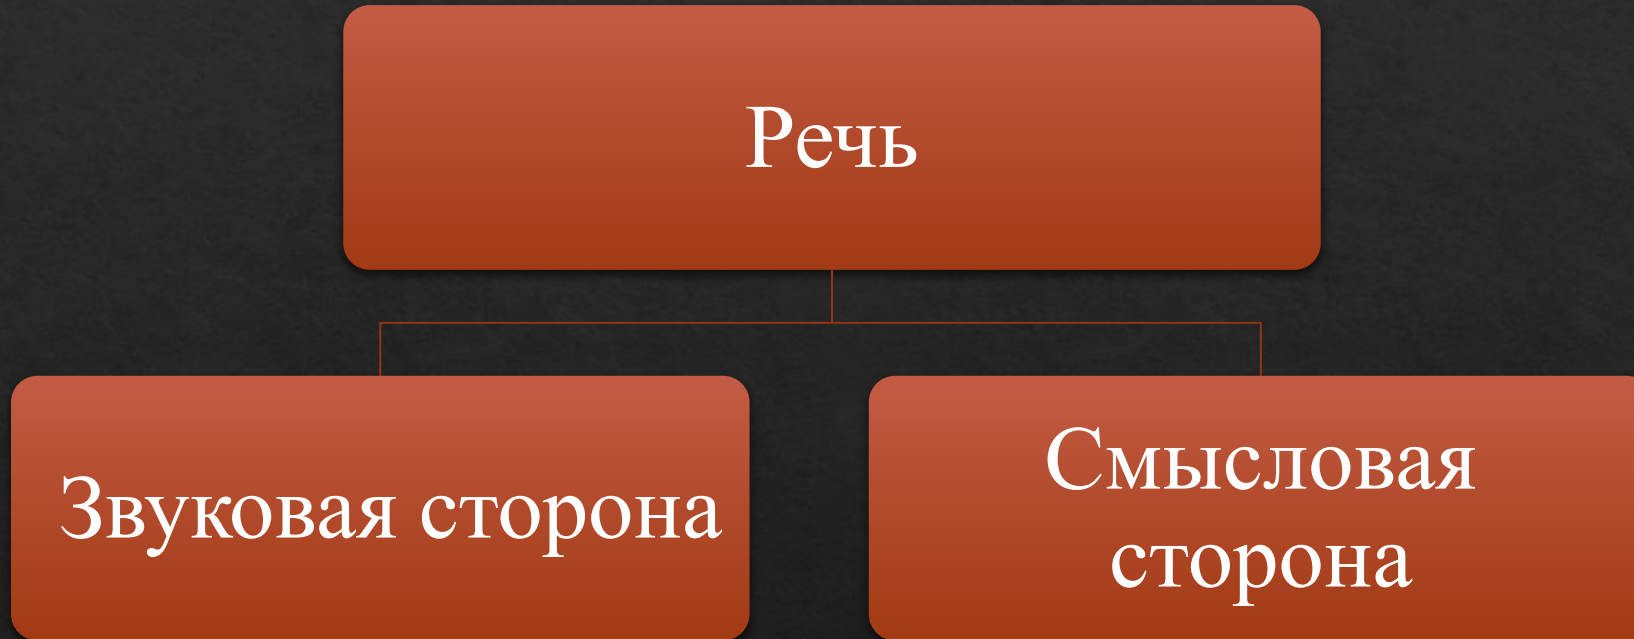 Речь
Звуковая сторона
Смысловая
сторона